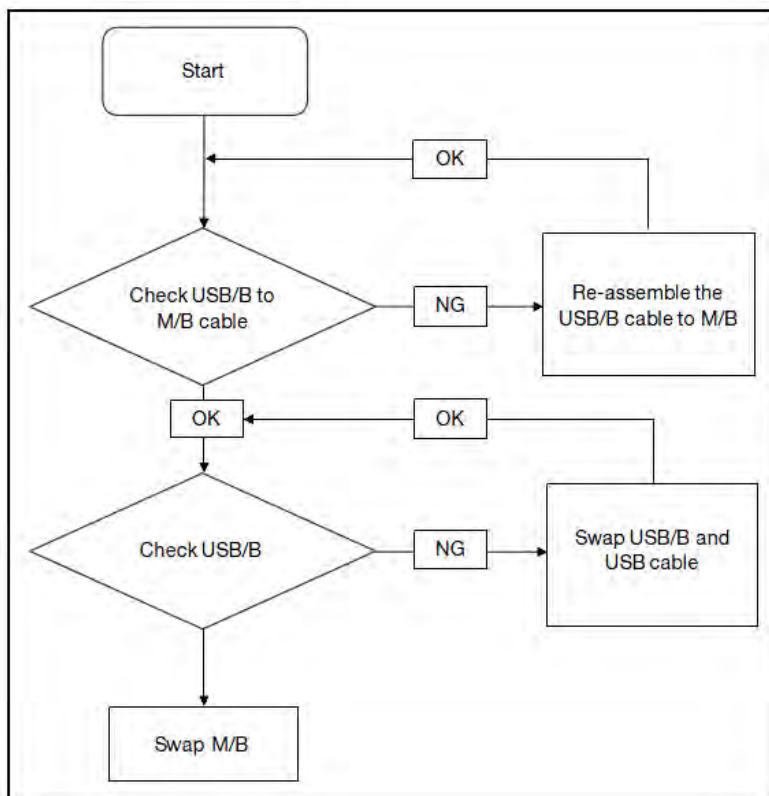 Start
OK
Check USB/B to
M/B cable
NG
Re-assemble the
USB/B cable to M/B
OK
OK
Check USB/B
NG
Swap USB/B and
USB cable
Swap M/B